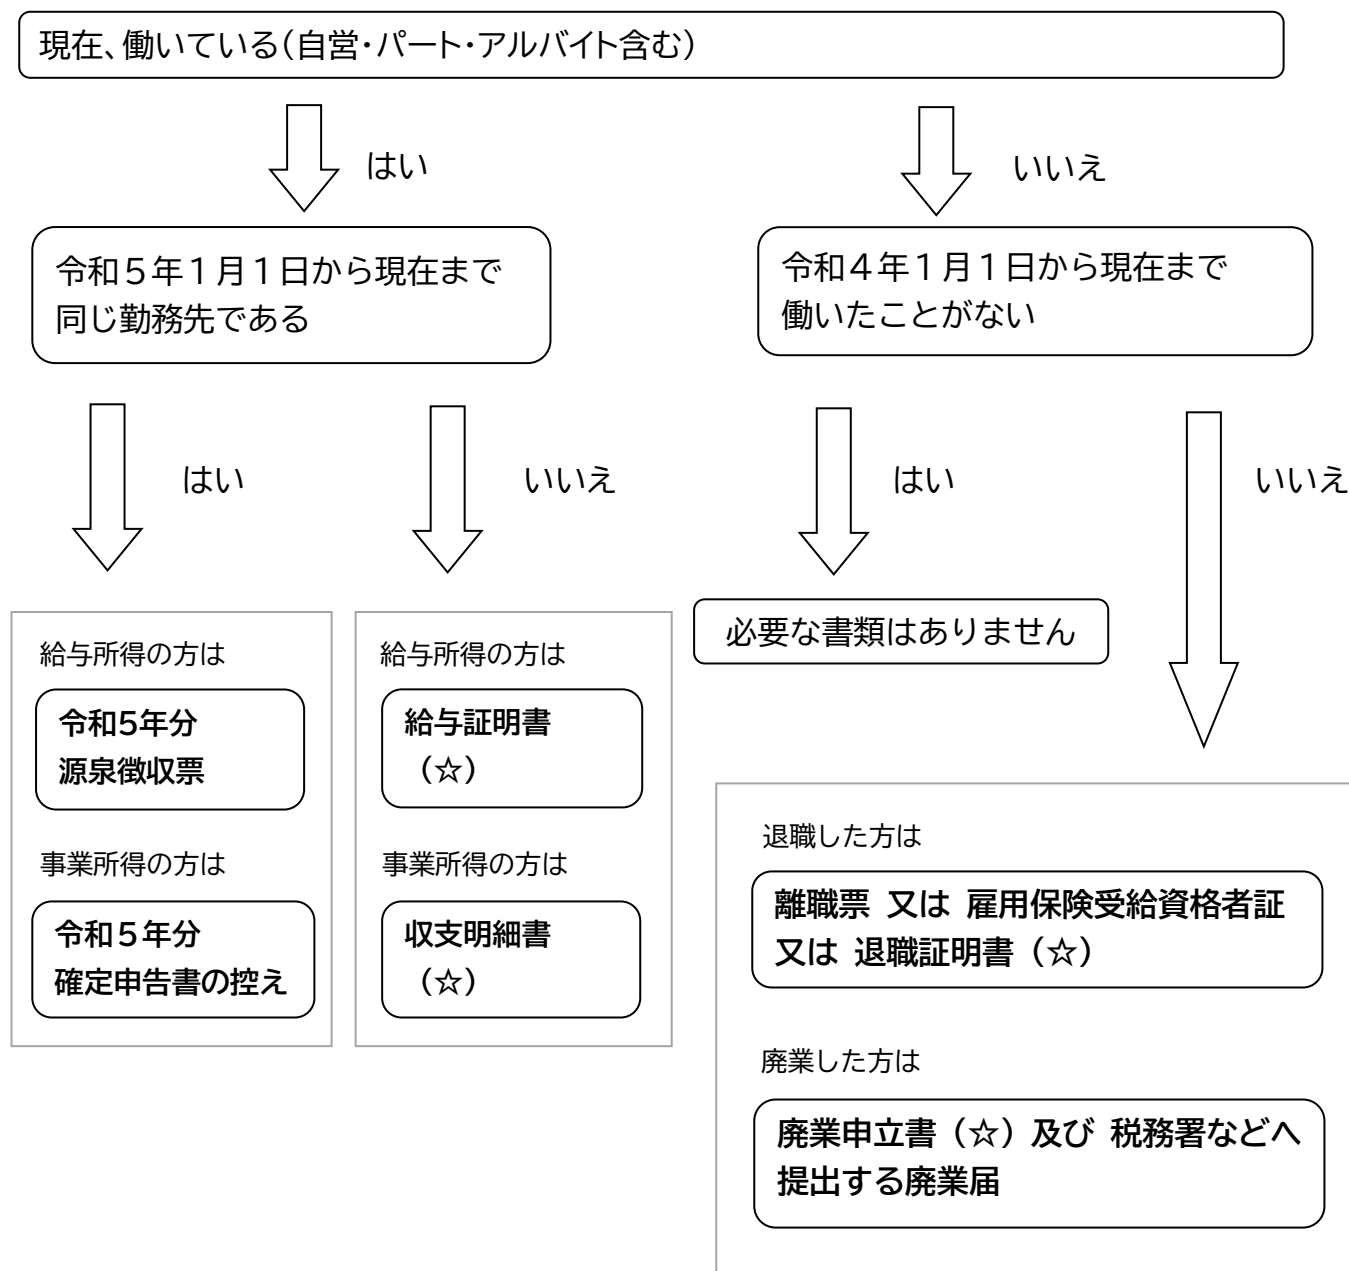 現在、働いている（自営・パート・アルバイト含む）
はい
いいえ
令和５年１月１日から現在まで
同じ勤務先である
令和４年１月１日から現在まで
働いたことがない
はい
いいえ
はい
いいえ
給与所得の方は
令和5年分
源泉徴収票
事業所得の方は
令和５年分
確定申告書の控え
給与所得の方は
給与証明書
（☆）
事業所得の方は
収支明細書
（☆）
必要な書類はありません
退職した方は
離職票 又は 雇用保険受給資格者証
又は 退職証明書（☆）
廃業した方は
廃業申立書（☆）及び 税務署などへ
提出する廃業届